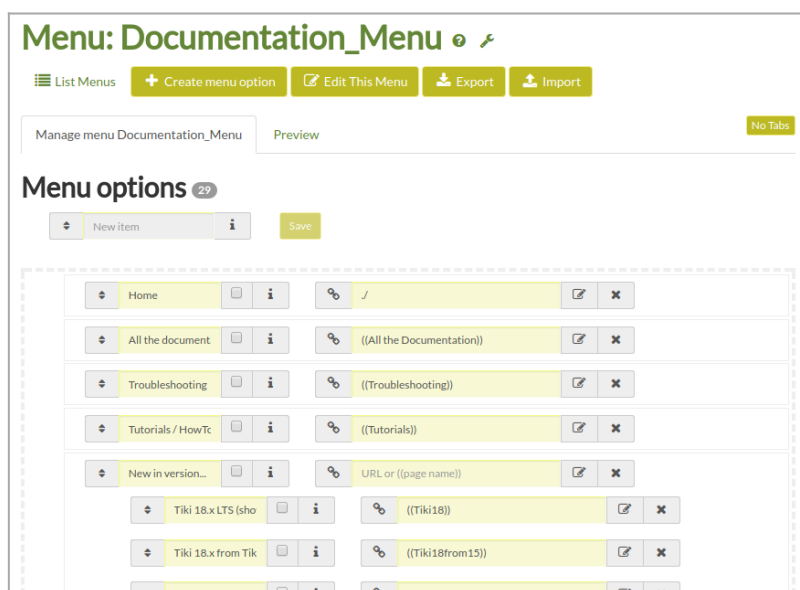 Menu: Documentation_Menu
List Menus Create menu option Edit This Menu Export Import
Manage menu Documentation_Menu Preview No Tabs
Menu options 29
New item Save
Home ./
All the document ((All the Documentation))
Troubleshooting ((Troubleshooting))
Tutorials / HowTo ((Tutorials))
New in version... URL or ((page name))
Tiki 18.x LTS (sho ((Tiki18))
Tiki 18.x from Tik ((Tiki18from15))